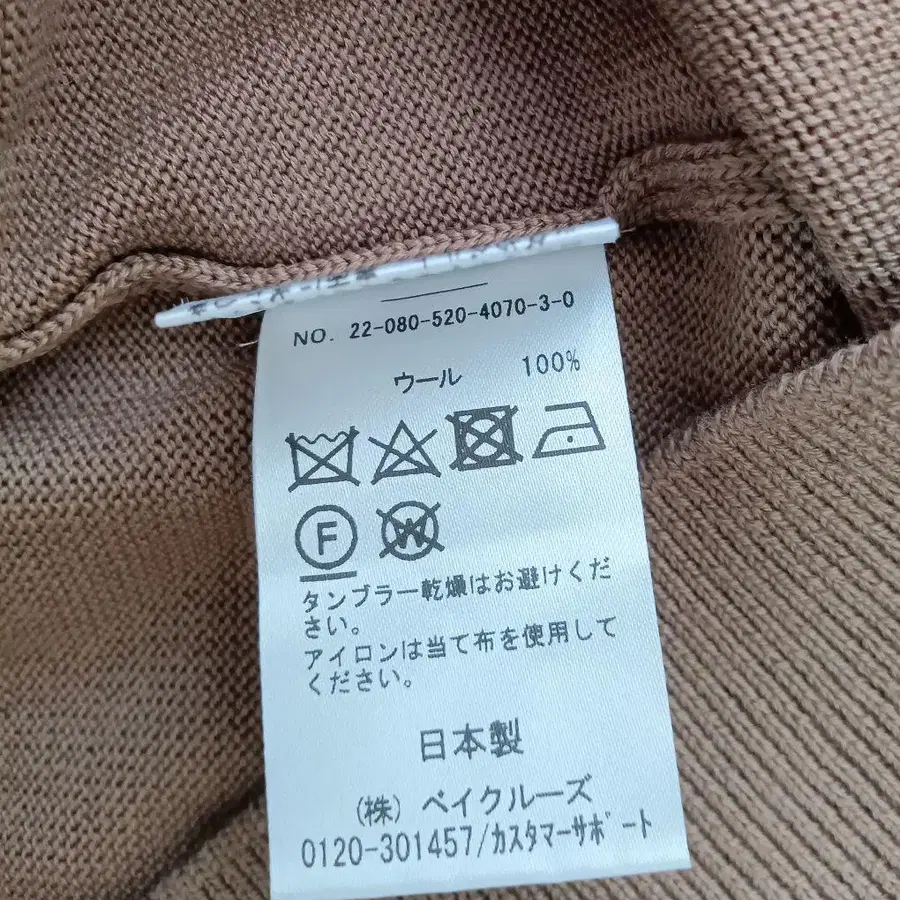 NO. 22-080-520-4070-3-0
ウール 100%
F
W
タンブラー乾燥はお避けくだ
さい。
アイロンは当て布を使用して
ください。
日本製
(株) ベイクルーズ
0120-301457/カスタマーサポート